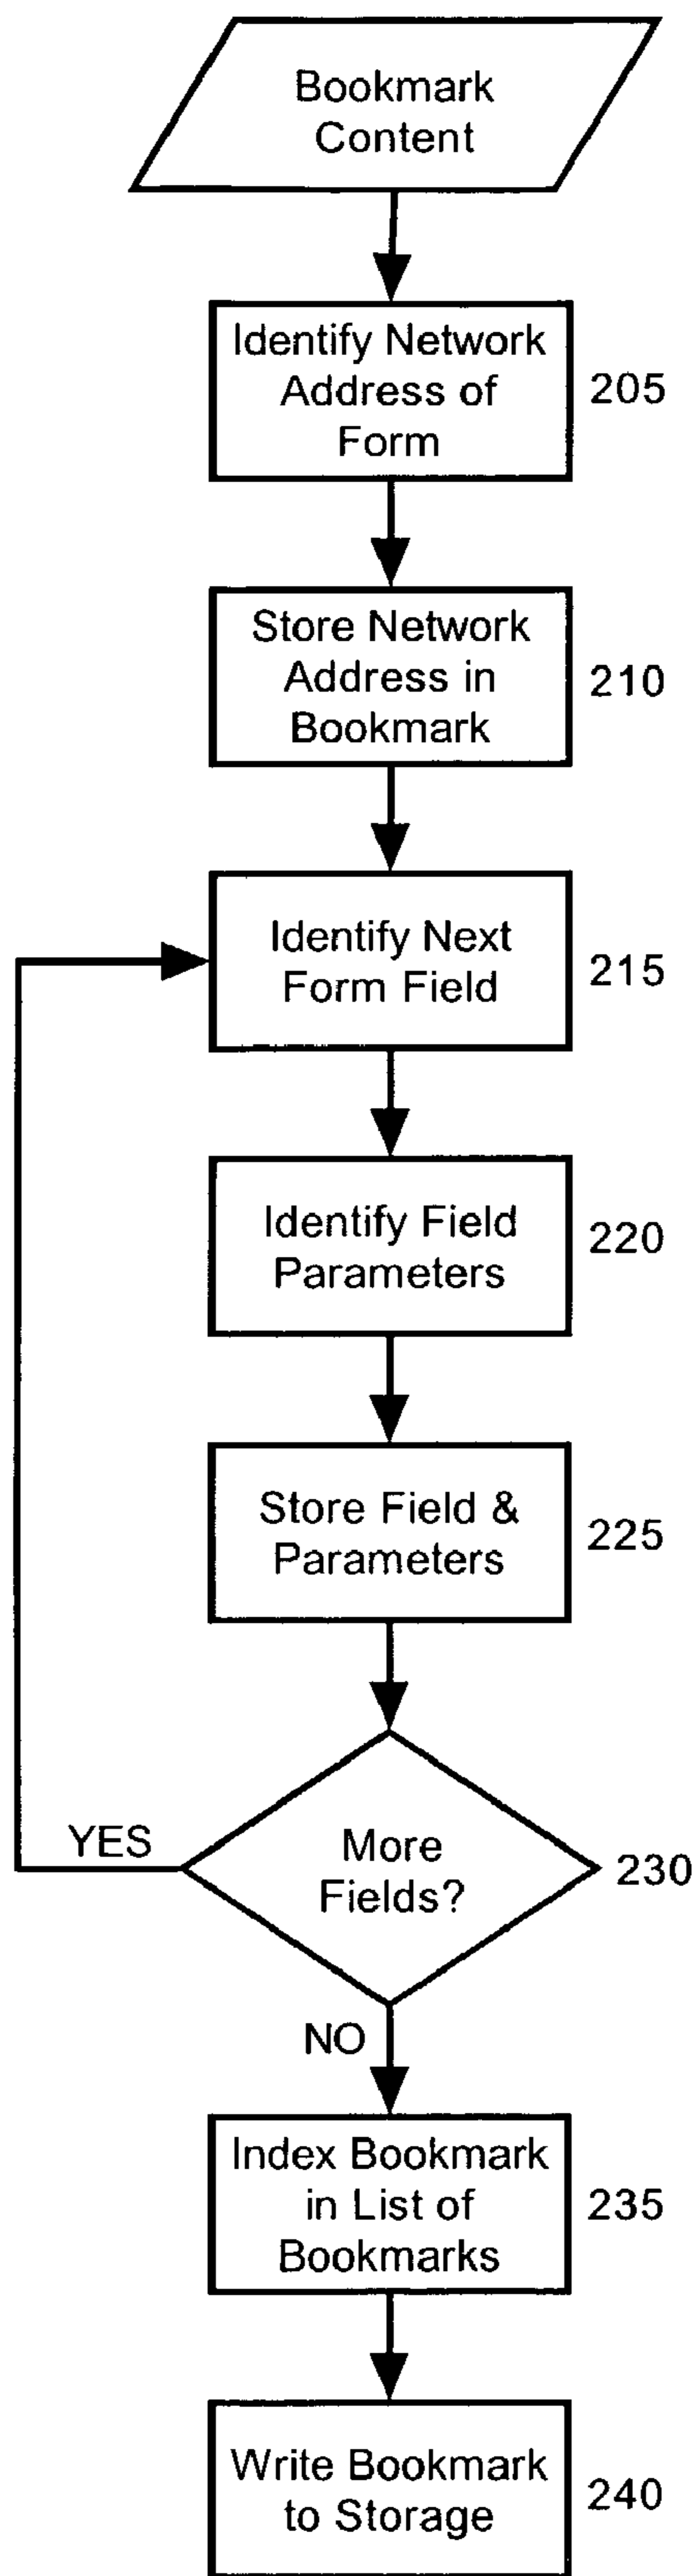 Bookmark
Content
Identify Network
Address of
Form
205
Store Network
Address in
Bookmark
210
Identify Next
Form Field
215
Identify Field
Parameters
220
Store Field &
Parameters
225
YES
More
Fields?
230
NO
Index Bookmark
in List of
Bookmarks
235
Write Bookmark
to Storage
240